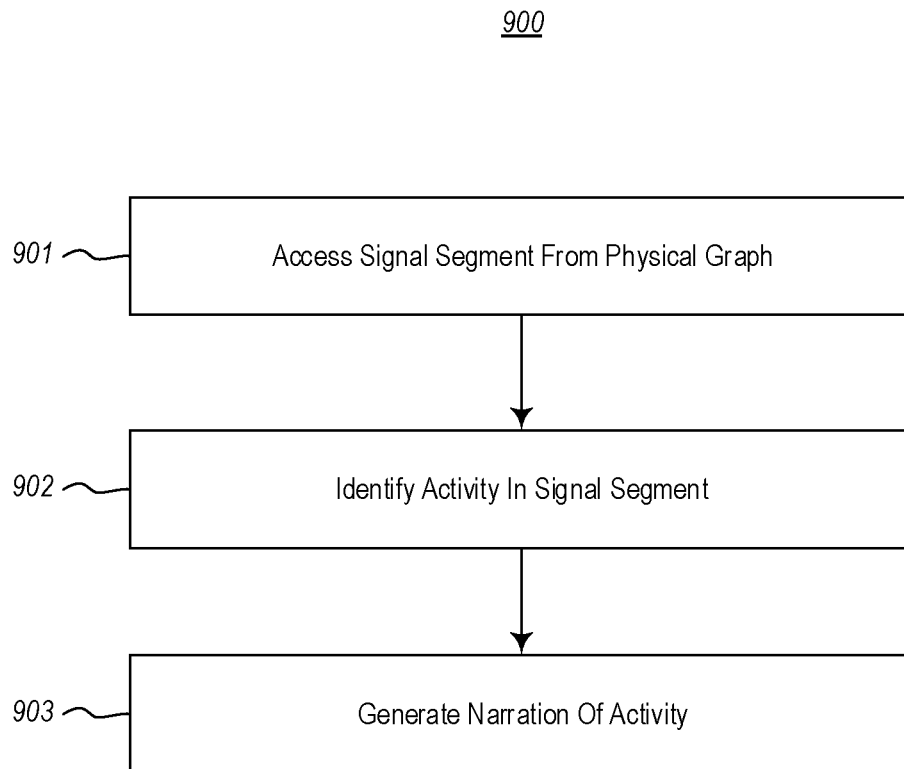 900
901
Access Signal Segment From Physical Graph
902
Identify Activity In Signal Segment
903
Generate Narration Of Activity